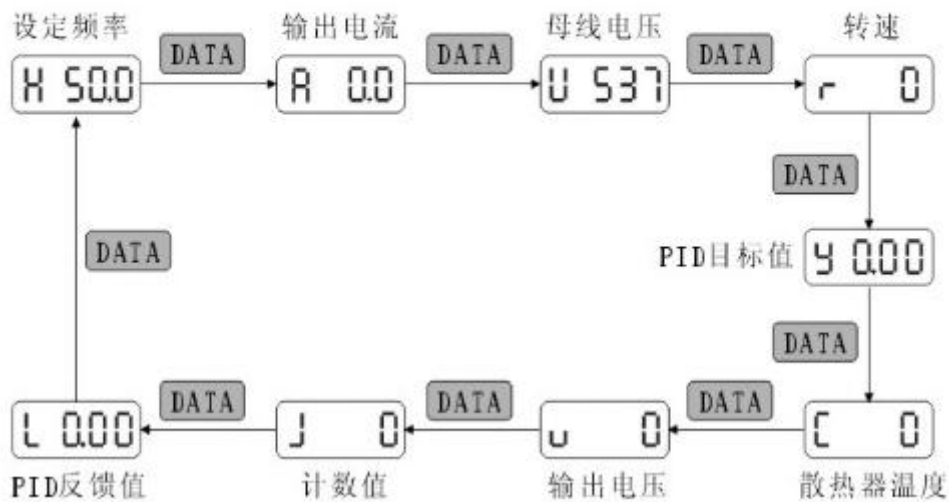 设定频率
输出电流
母线电压
转速
H 50.0
DATA
A 0.0
DATA
U 537
DATA
r 0
DATA
PID目标值
y 0.00
DATA
DATA
L 0.00
DATA
J 0
DATA
u 0
DATA
C 0
PID反馈值
计数值
输出电压
散热器温度